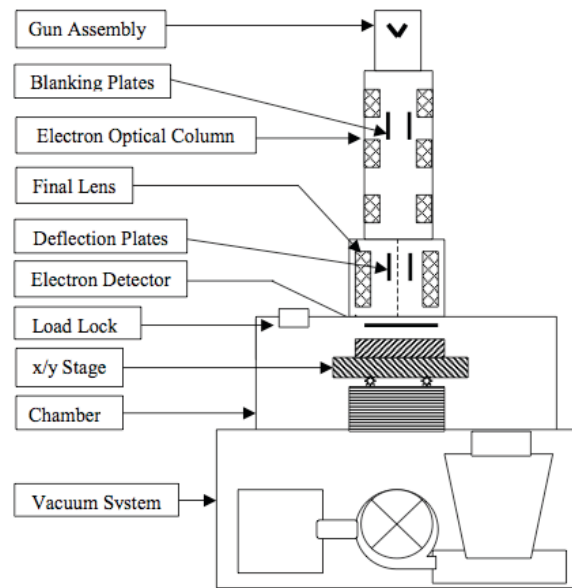 Gun Assembly
Blanking Plates
Electron Optical Column
Final Lens
Deflection Plates
Electron Detector
Load Lock
x/y Stage
Chamber
Vacuum System